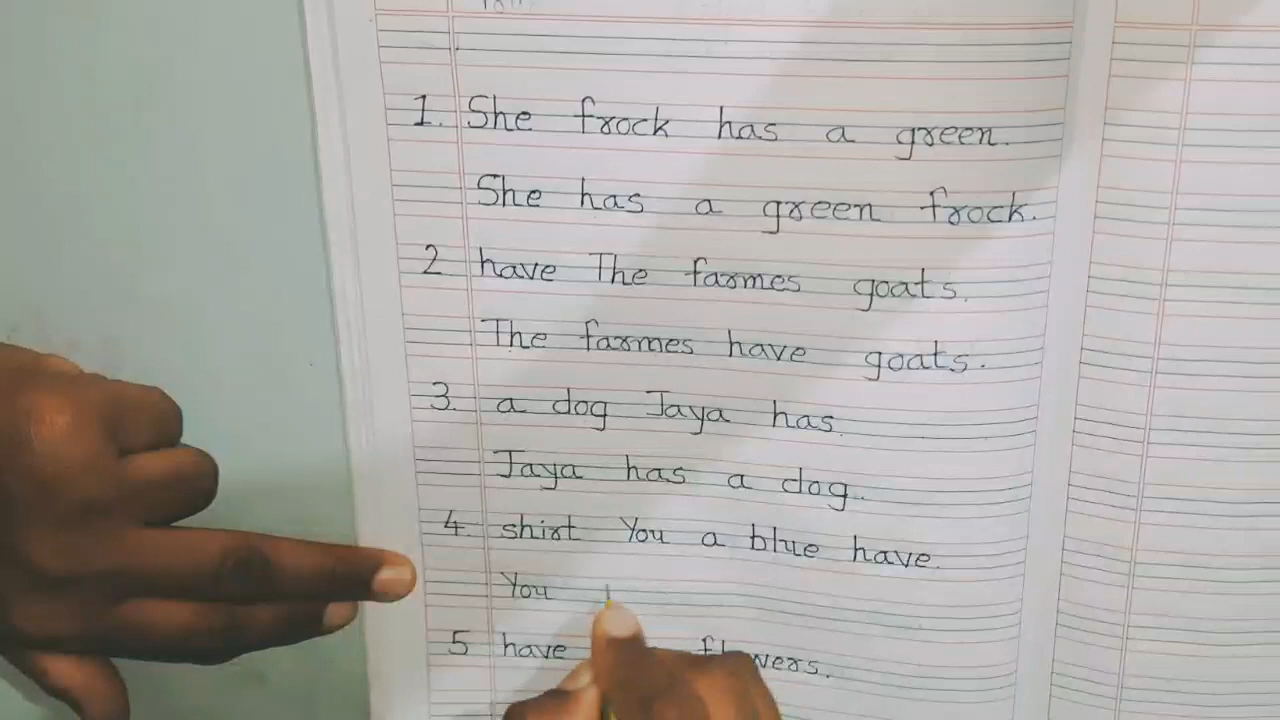 1. She frock has a green.
She has a green frock.
2 have The farmes goats.
The farmes have goats.
3. a dog Jaya has.
Jaya has a dog.
4. shirt You a blue have.
You
5 have flowers.